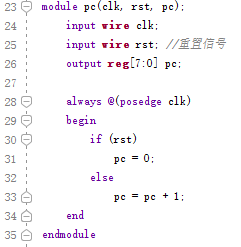 23 module pc(clk, rst, pc);
24 input wire clk;
25 input wire rst; //重置信号
26 output reg[7:0] pc;
27
28 always @(posedge clk)
29 begin
30 if (rst)
31 pc = 0;
32 else
33 pc = pc + 1;
34 end
35 endmodule